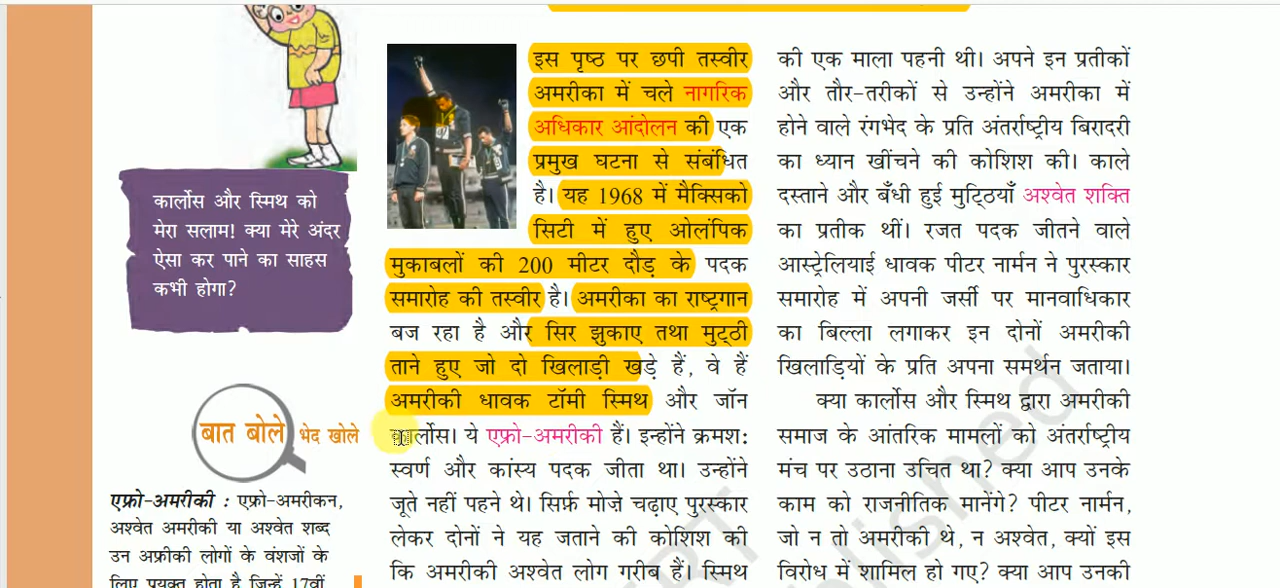 कार्लोस और स्मिथ को
मेरा सलाम! क्या मेरे अंदर
ऐसा कर पाने का साहस
कभी होगा?
बात बोले भेद खोले
एफ्रो-अमरीकी : एफ्रो-अमरीकन,
अश्वेत अमरीकी या अश्वेत शब्द
उन अफ्रीकी लोगों के वंशजों के
लिए प्रयुक्त होता है जिन्हें 17वीं
इस पृष्ठ पर छपी तस्वीर
अमरीका में चले नागरिक
अधिकार आंदोलन की एक
प्रमुख घटना से संबंधित
है। यह 1968 में मैक्सिको
सिटी में हुए ओलंपिक
मुकाबलों की 200 मीटर दौड़ के पदक
समारोह की तस्वीर है। अमरीका का राष्ट्रगान
बज रहा है और सिर झुकाए तथा मुट्ठी
ताने हुए जो दो खिलाड़ी खड़े हैं, वे हैं
अमरीकी धावक टॉमी स्मिथ और जॉन
कार्लोस। ये एफ्रो-अमरीकी हैं। इन्होंने क्रमश:
स्वर्ण और कांस्य पदक जीता था। उन्होंने
जूते नहीं पहने थे। सिर्फ़ मोज़े चढ़ाए पुरस्कार
लेकर दोनों ने यह जताने की कोशिश की
कि अमरीकी अश्वेत लोग गरीब हैं। स्मिथ
की एक माला पहनी थी। अपने इन प्रतीकों
और तौर-तरीकों से उन्होंने अमरीका में
होने वाले रंगभेद के प्रति अंतर्राष्ट्रीय बिरादरी
का ध्यान खींचने की कोशिश की। काले
दस्ताने और बँधी हुई मुट्ठियाँ अश्वेत शक्ति
का प्रतीक थीं। रजत पदक जीतने वाले
आस्ट्रेलियाई धावक पीटर नार्मन ने पुरस्कार
समारोह में अपनी जर्सी पर मानवाधिकार
का बिल्ला लगाकर इन दोनों अमरीकी
खिलाड़ियों के प्रति अपना समर्थन जताया।
क्या कार्लोस और स्मिथ द्वारा अमरीकी
समाज के आंतरिक मामलों को अंतर्राष्ट्रीय
मंच पर उठाना उचित था? क्या आप उनके
काम को राजनीतिक मानेंगे? पीटर नार्मन,
जो न तो अमरीकी थे, न अश्वेत, क्यों इस
विरोध में शामिल हो गए? क्या आप उनकी